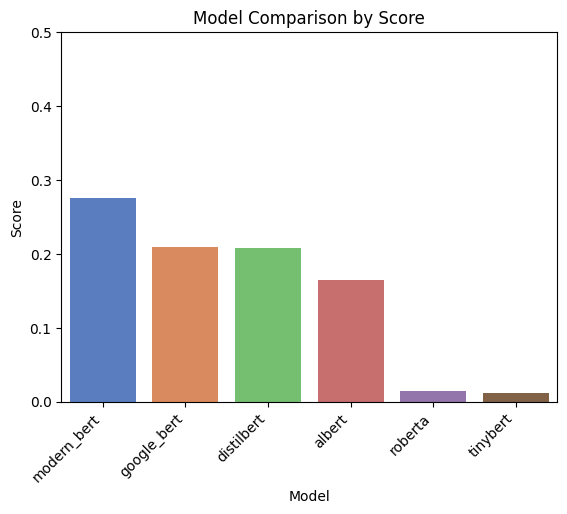 Model Comparison by Score
Score
0.5
0.4
0.3
0.2
0.1
0.0
modern_bert
google_bert
distilbert
albert
roberta
tinybert
Model